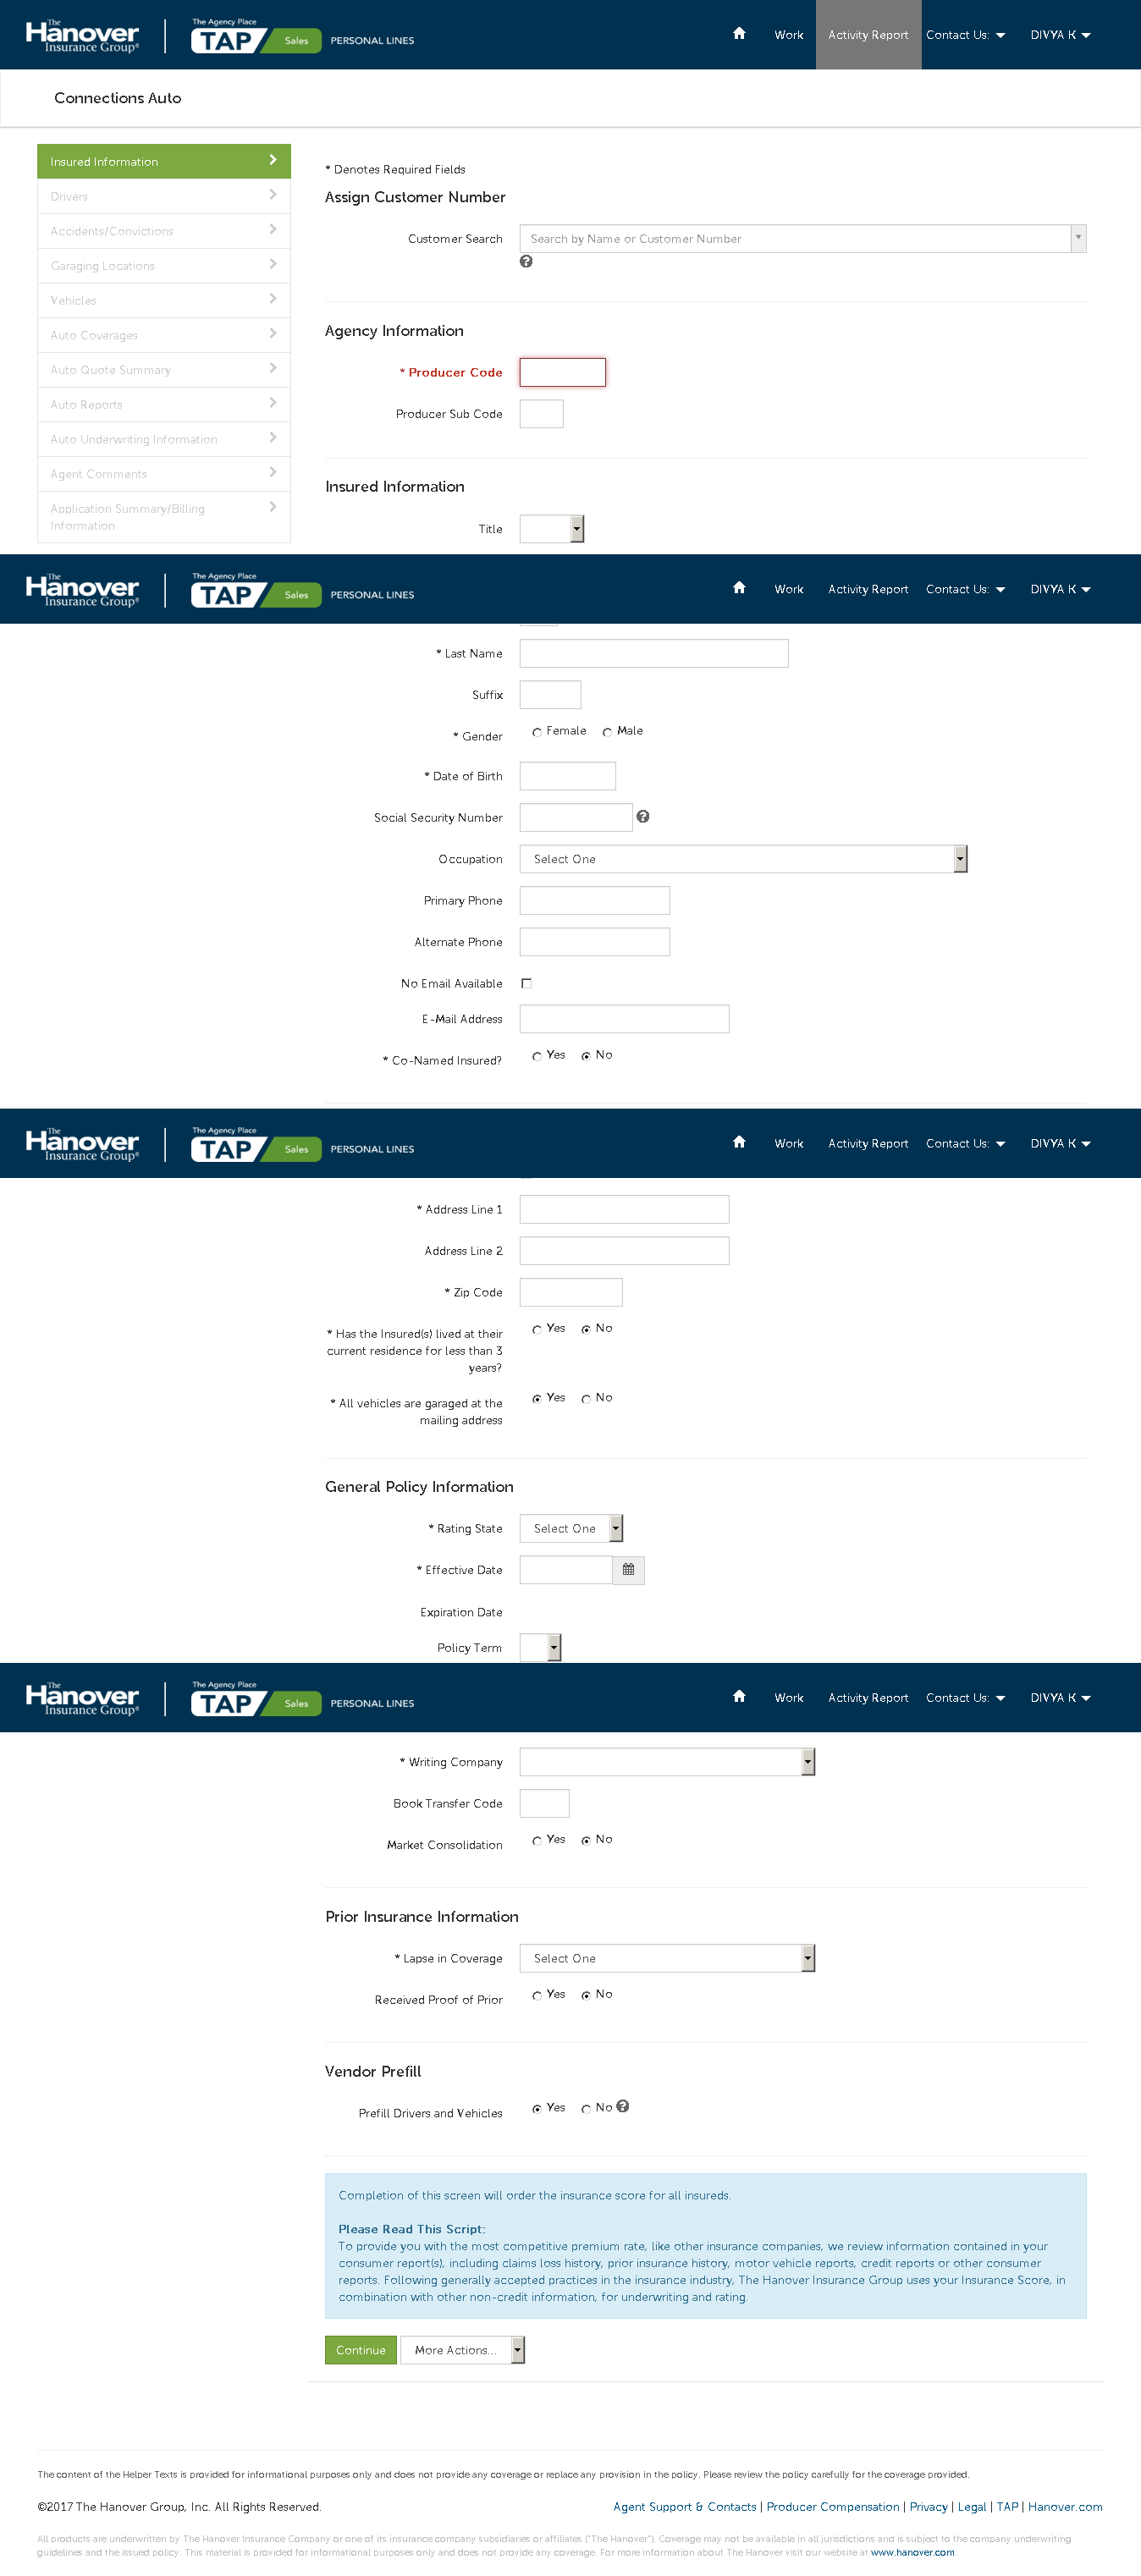 The
Hanover
Insurance Group®
The Agency Place
TAP Sales PERSONAL LINES
Work Activity Report Contact Us: DIVYA K
Connections Auto
Insured Information
Drivers
Accidents/Convictions
Garaging Locations
Vehicles
Auto Coverages
Auto Quote Summary
Auto Reports
Auto Underwriting Information
Agent Comments
Application Summary/Billing
Information
* Denotes Required Fields
Assign Customer Number
Customer Search Search by Name or Customer Number
Agency Information
* Producer Code
Producer Sub Code
Insured Information
Title
The
Hanover
Insurance Group®
The Agency Place
TAP Sales PERSONAL LINES
Work Activity Report Contact Us: DIVYA K
* Last Name
Suffix
* Gender Female Male
* Date of Birth
Social Security Number
Occupation Select One
Primary Phone
Alternate Phone
No Email Available
E-Mail Address
* Co-Named Insured? Yes No
The
Hanover
Insurance Group®
The Agency Place
TAP Sales PERSONAL LINES
Work Activity Report Contact Us: DIVYA K
* Address Line 1
Address Line 2
* Zip Code
* Has the Insured(s) lived at their Yes No
current residence for less than 3
years?
* All vehicles are garaged at the Yes No
mailing address
General Policy Information
* Rating State Select One
* Effective Date
Expiration Date
Policy Term
The
Hanover
Insurance Group®
The Agency Place
TAP Sales PERSONAL LINES
Work Activity Report Contact Us: DIVYA K
* Writing Company
Book Transfer Code
Market Consolidation Yes No
Prior Insurance Information
* Lapse in Coverage Select One
Received Proof of Prior Yes No
Vendor Prefill
Prefill Drivers and Vehicles Yes No
Completion of this screen will order the insurance score for all insureds.
Please Read This Script:
To provide you with the most competitive premium rate, like other insurance companies, we review information contained in your
consumer report(s), including claims loss history, prior insurance history, motor vehicle reports, credit reports or other consumer
reports. Following generally accepted practices in the insurance industry, The Hanover Insurance Group uses your Insurance Score, in
combination with other non-credit information, for underwriting and rating.
Continue More Actions...
The content of the Helper Texts is provided for informational purposes only and does not provide any coverage or replace any provision in the policy. Please review the policy carefully for the coverage provided.
©2017 The Hanover Group, Inc. All Rights Reserved. Agent Support & Contacts | Producer Compensation | Privacy | Legal | TAP | Hanover.com
All products are underwritten by The Hanover Insurance Company or one of its insurance company subsidiaries or affiliates ("The Hanover"). Coverage may not be available in all jurisdictions and is subject to the company underwriting
guidelines and the issued policy. This material is provided for informational purposes only and does not provide any coverage. For more information about The Hanover visit our website at www.hanover.com.